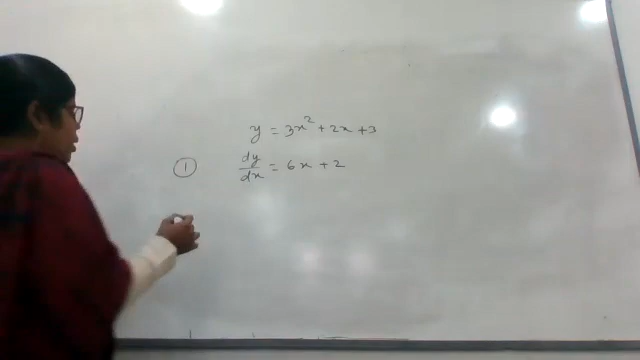 y = 3x² + 2x + 3
① dy/dx = 6x + 2